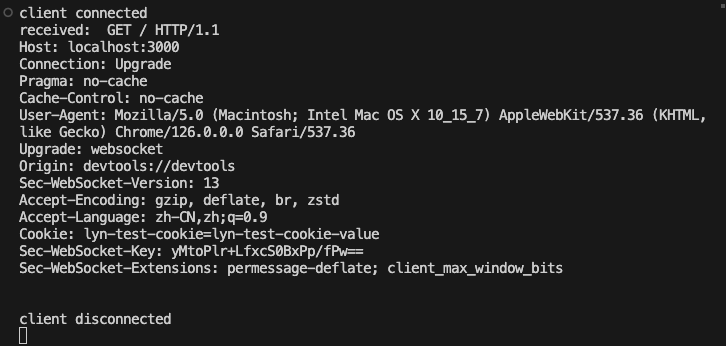 client connected
received:  GET / HTTP/1.1
Host: localhost:3000
Connection: Upgrade
Pragma: no-cache
Cache-Control: no-cache
User-Agent: Mozilla/5.0 (Macintosh; Intel Mac OS X 10_15_7) AppleWebKit/537.36 (KHTML,
like Gecko) Chrome/126.0.0.0 Safari/537.36
Upgrade: websocket
Origin: devtools://devtools
Sec-WebSocket-Version: 13
Accept-Encoding: gzip, deflate, br, zstd
Accept-Language: zh-CN,zh;q=0.9
Cookie: lyn-test-cookie=lyn-test-cookie-value
Sec-WebSocket-Key: yMtoPlr+LfxcS0BxPp/fPw==
Sec-WebSocket-Extensions: permessage-deflate; client_max_window_bits
client disconnected